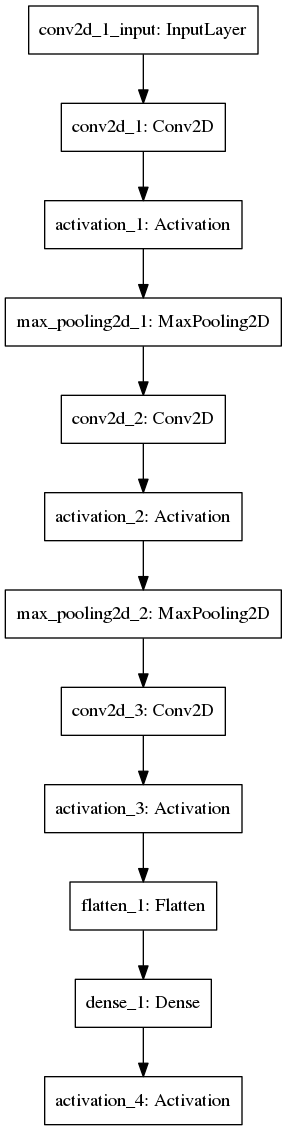 conv2d_1_input: InputLayer
conv2d_1: Conv2D
activation_1: Activation
max_pooling2d_1: MaxPooling2D
conv2d_2: Conv2D
activation_2: Activation
max_pooling2d_2: MaxPooling2D
conv2d_3: Conv2D
activation_3: Activation
flatten_1: Flatten
dense_1: Dense
activation_4: Activation